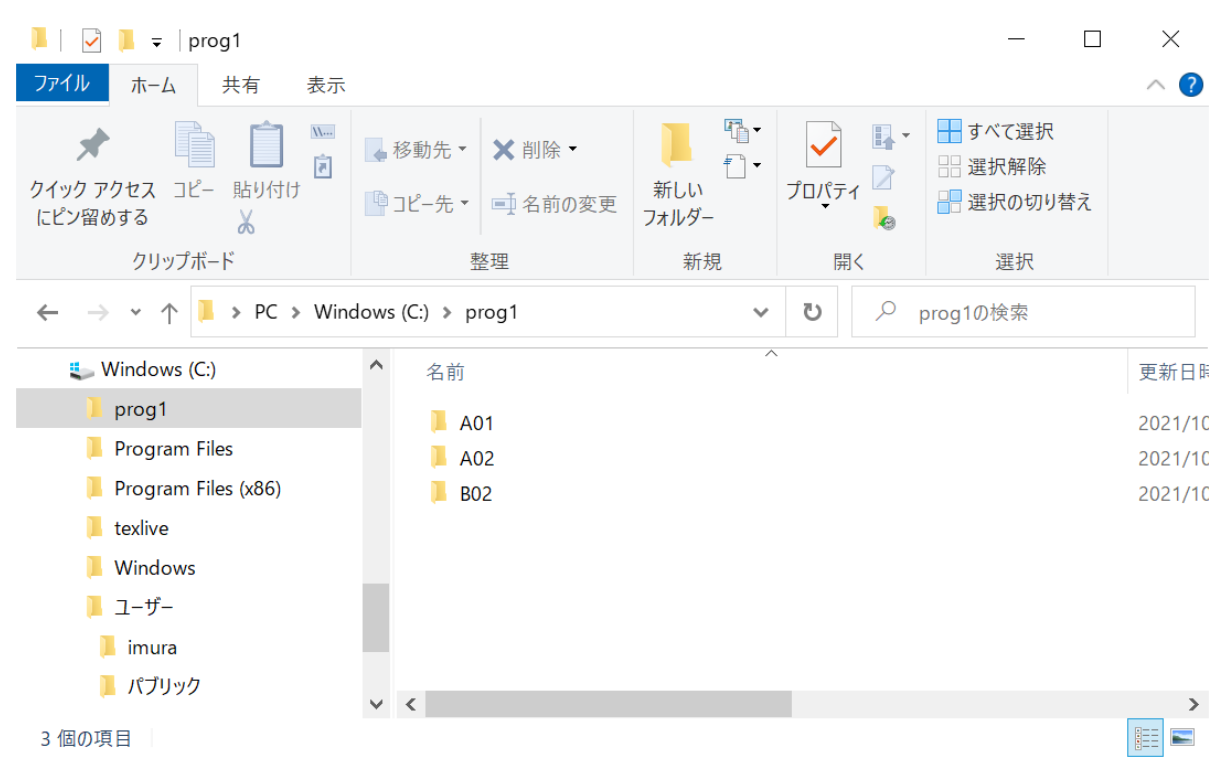 prog1
ファイル ホーム 共有 表示
クイック アクセス
にピン留めする
コピー
貼り付け
クリップボード
移動先
コピー先
削除
名前の変更
整理
新しい
フォルダー
新規
プロパティ
開く
すべて選択
選択解除
選択の切り替え
選択
PC > Windows (C:) > prog1
prog1の検索
Windows (C:)
prog1
Program Files
Program Files (x86)
texlive
Windows
ユーザー
imura
パブリック
名前
更新日時
A01 2021/10
A02 2021/10
B02 2021/10
3 個の項目